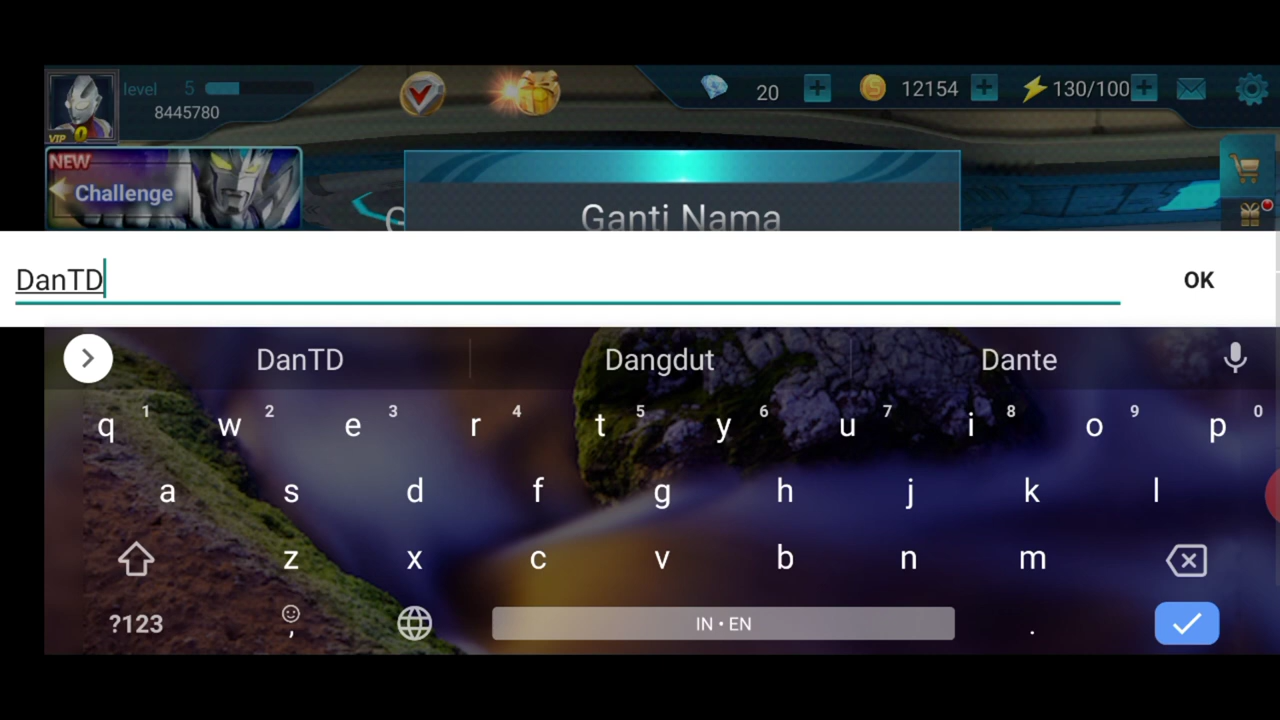 level 5
8445780
VIP 0
20
12154
130/100
NEW
Challenge
Ganti Nama
DanTD
OK
DanTD Dangdut Dante
q 1 w 2 e 3 r 4 t 5 y 6 u 7 i 8 o 9 p 0
a s d f g h j k l
z x c v b n m
?123 , IN • EN .